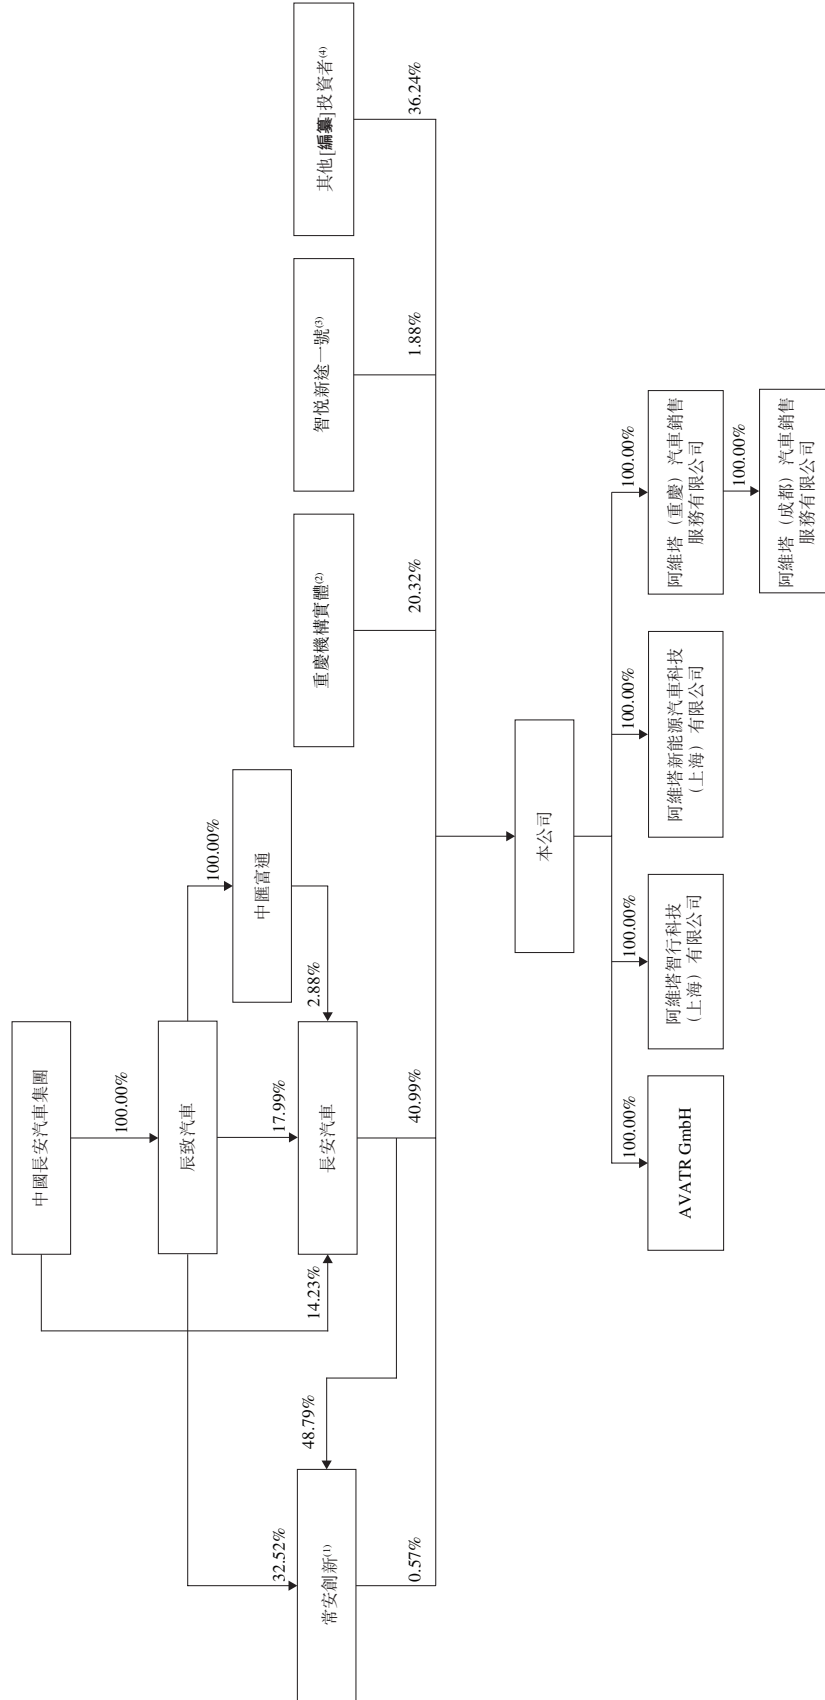 中國長安汽車集團
100.00%
辰致汽車
100.00%
中匯富通
32.52%
14.23%
17.99%
2.88%
常安創新(1)
48.79%
長安汽車
重慶機構實體(2)
智悅新途一號(3)
其他[編纂]投資者(4)
0.57%
40.99%
20.32%
1.88%
36.24%
本公司
100.00%
100.00%
100.00%
100.00%
AVATR GmbH
阿維塔智行科技
（上海）有限公司
阿維塔新能源汽車科技
（上海）有限公司
阿維塔（重慶）汽車銷售
服務有限公司
100.00%
阿維塔（成都）汽車銷售
服務有限公司